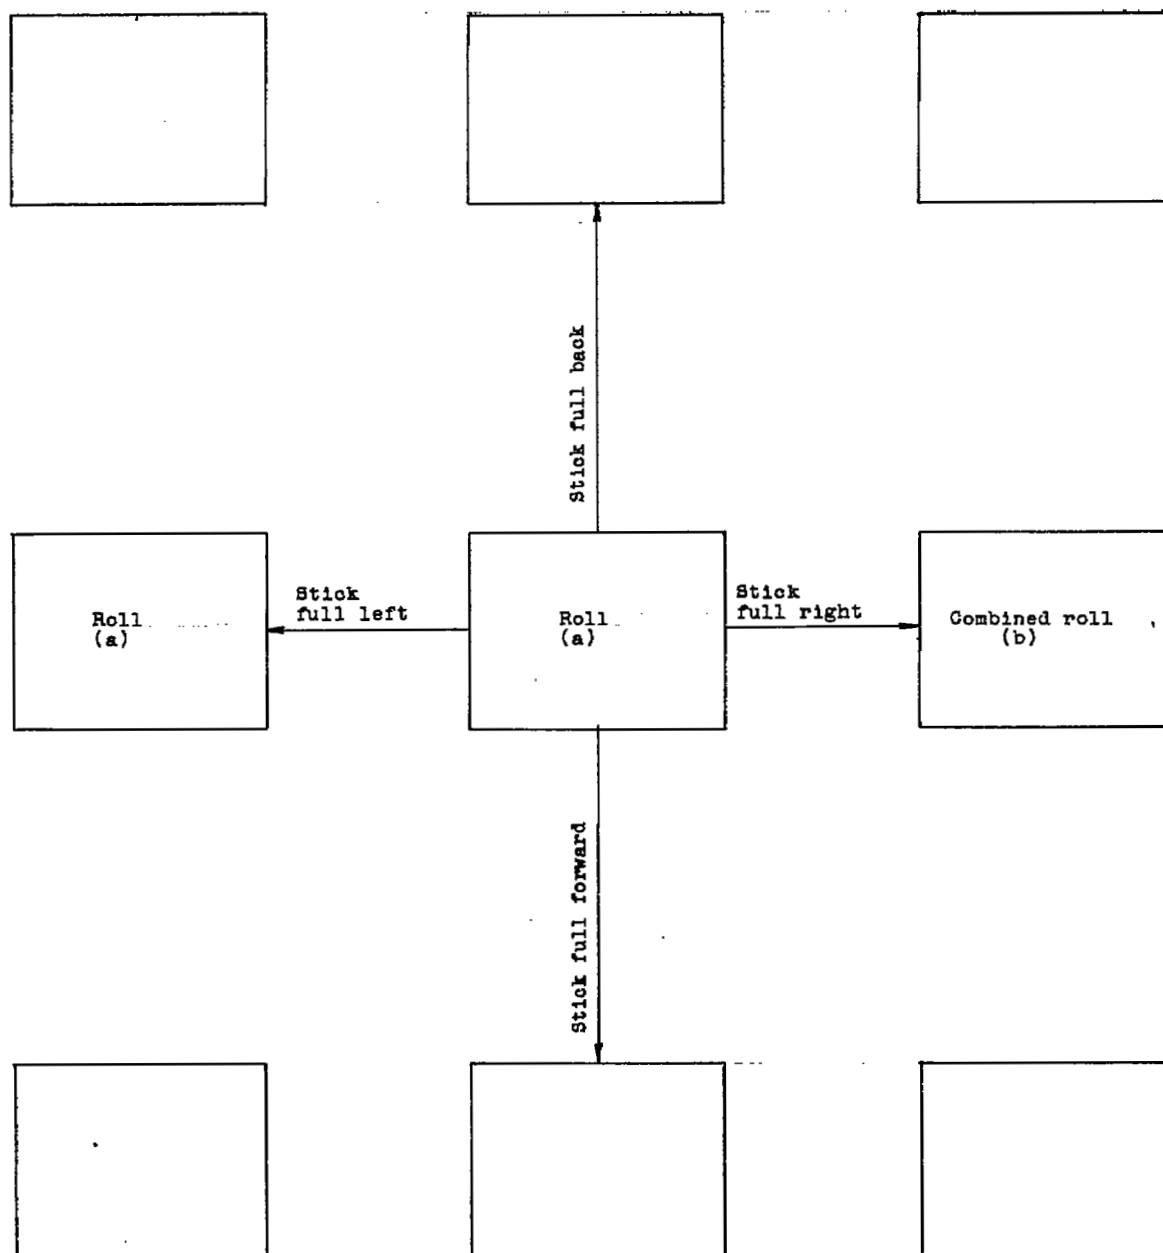 Stick full back
Roll
(a)
Stick
full left
Roll
(a)
Stick
full right
Combined roll
(b)
Stick full forward